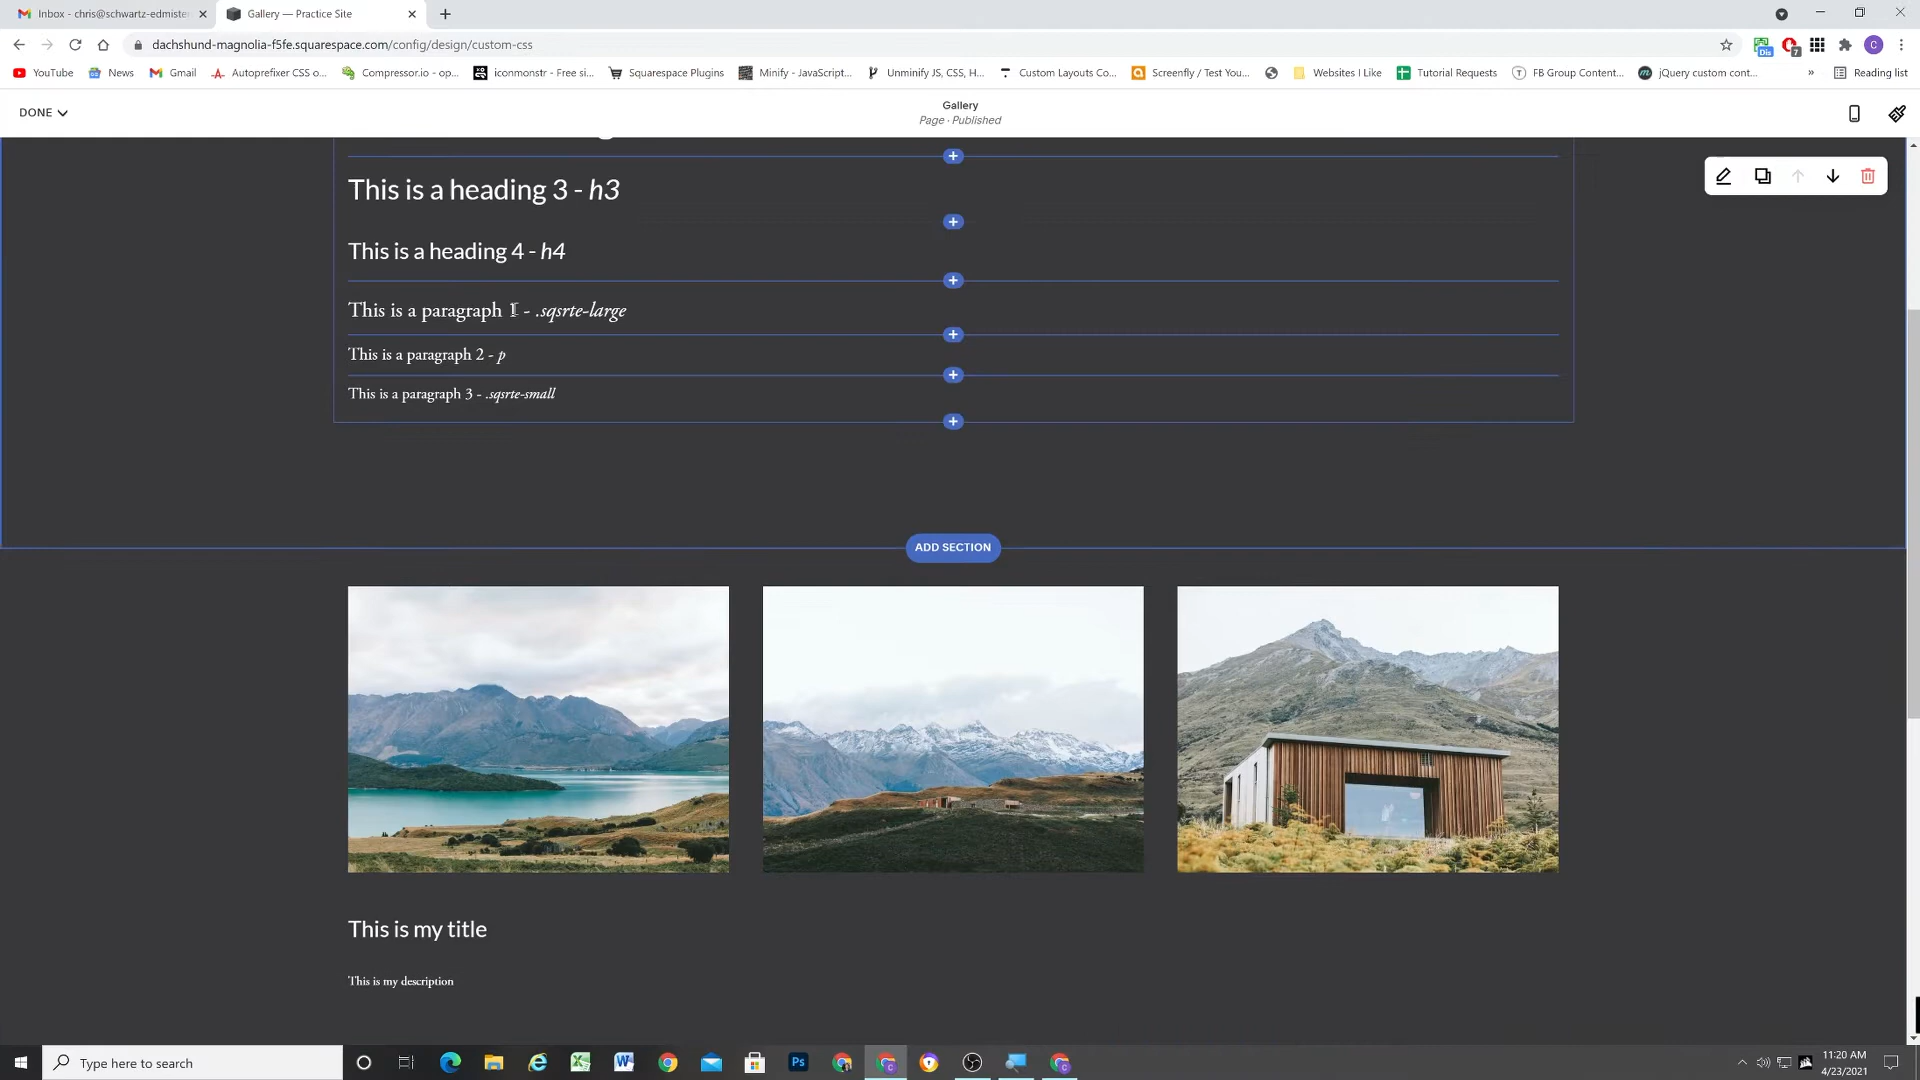 Inbox - chris@schwartz-edmister
Gallery — Practice Site
dachshund-magnolia-f5fe.squarespace.com/config/design/custom-css
YouTube
News
Gmail
Autoprefixer CSS o...
Compressor.io - op...
iconmonstr - Free si...
Squarespace Plugins
Minify - JavaScript...
Unminify JS, CSS, H...
Custom Layouts Co...
Screenfly / Test You...
Websites I Like
Tutorial Requests
FB Group Content...
jQuery custom cont...
»
Reading list
DONE
Gallery
Page · Published
This is a heading 3 - h3
This is a heading 4 - h4
This is a paragraph 1 - .sqsrte-large
This is a paragraph 2 - p
This is a paragraph 3 - .sqsrte-small
ADD SECTION
This is my title
This is my description
Type here to search
11:20 AM
4/23/2021